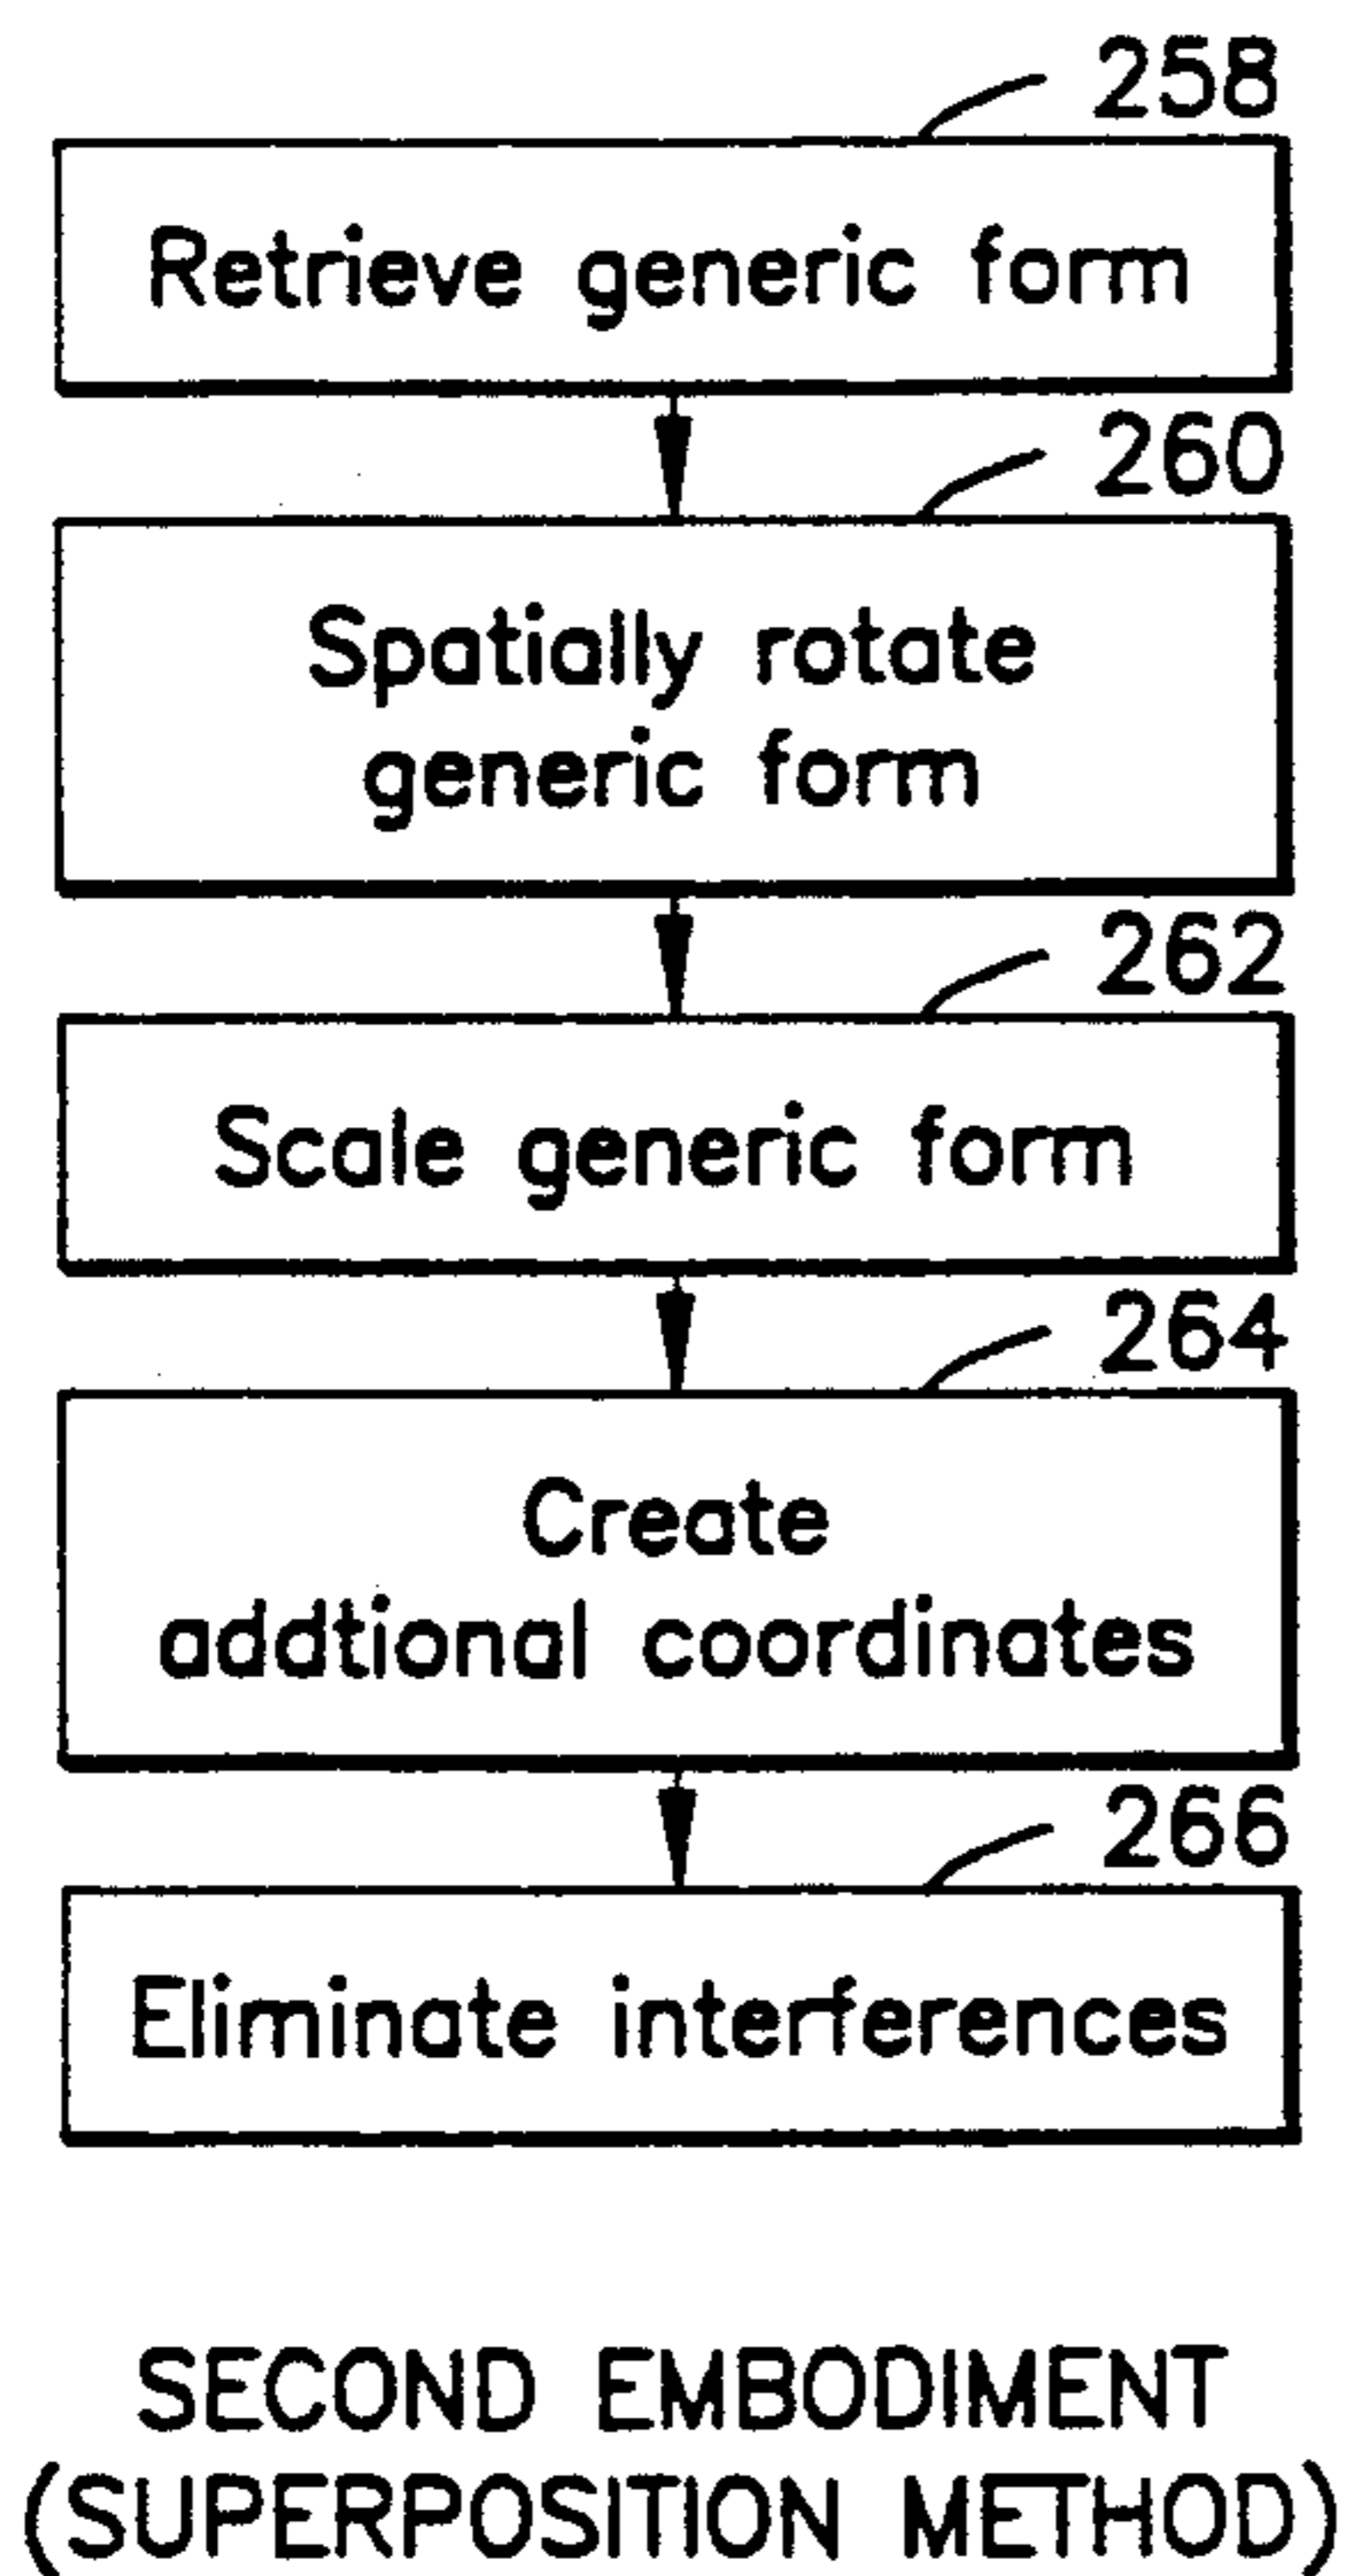 258
Retrieve generic form
260
Spatially rotate
generic form
262
Scale generic form
264
Create
addtional coordinates
266
Eliminate interferences
SECOND EMBODIMENT
(SUPERPOSITION METHOD)